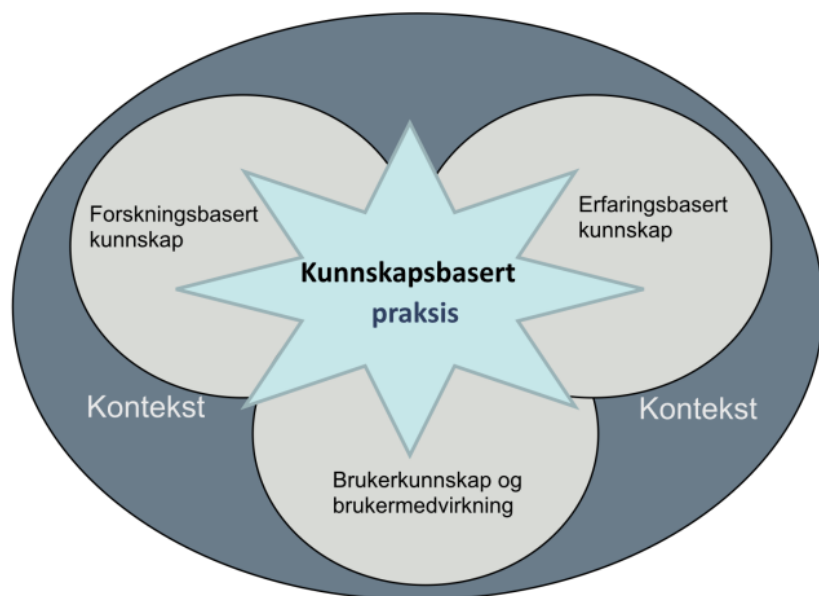 Forskningsbasert
kunnskap
Erfaringsbasert
kunnskap
Kunnskapsbasert
praksis
Kontekst
Kontekst
Brukerkunnskap og
brukermedvirkning